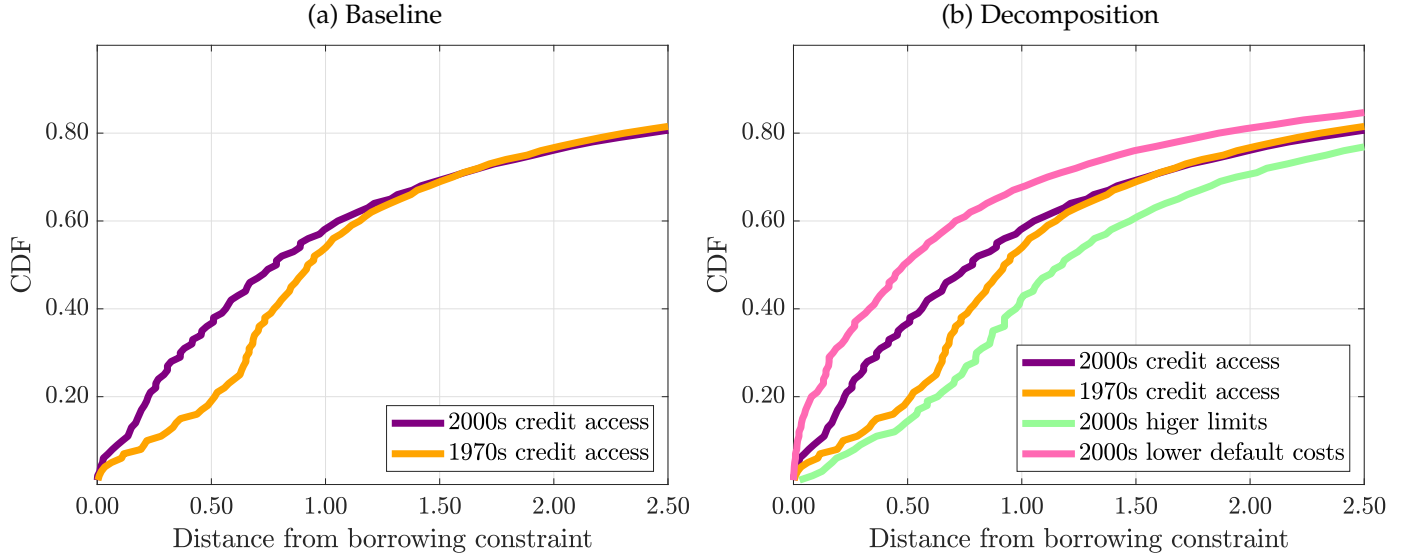 (a) Baseline
CDF
0.80
0.60
0.40
0.20
2000s credit access
1970s credit access
0.00 0.50 1.00 1.50 2.00 2.50
Distance from borrowing constraint
(b) Decomposition
CDF
0.80
0.60
0.40
0.20
2000s credit access
1970s credit access
2000s higer limits
2000s lower default costs
0.00 0.50 1.00 1.50 2.00 2.50
Distance from borrowing constraint